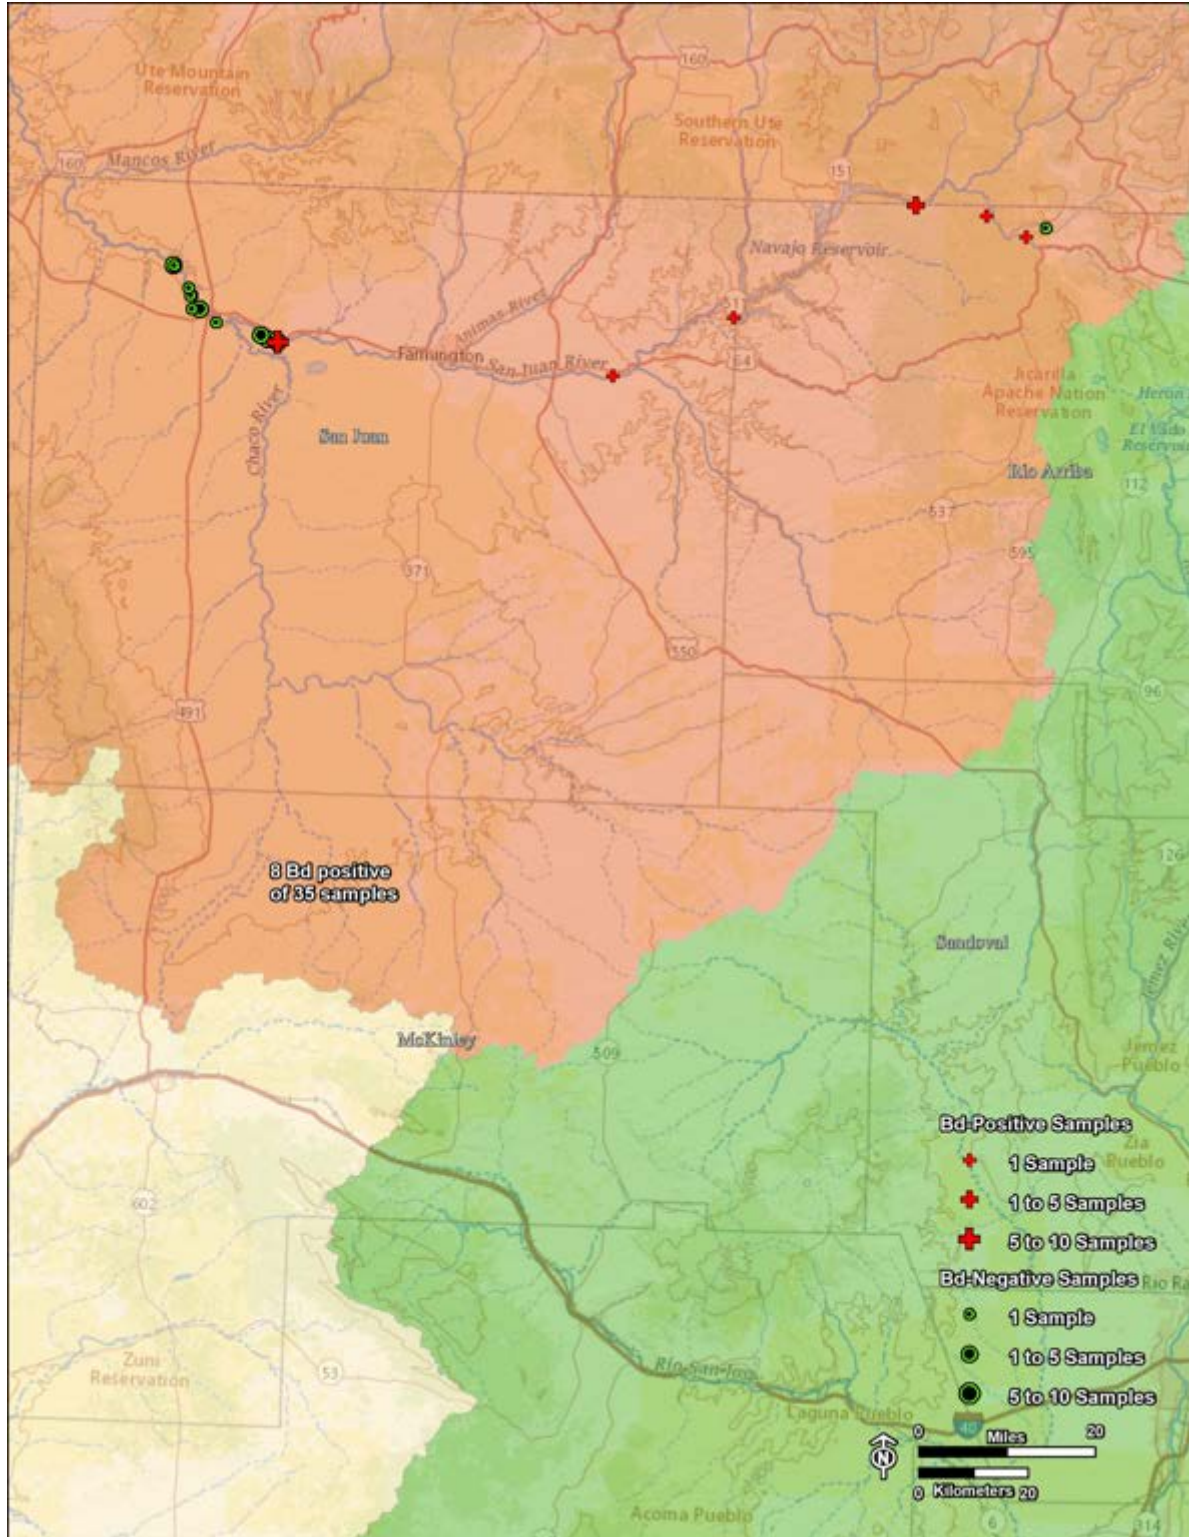 Ute Mountain
Reservation
160
Southern Ute
Reservation
160
Mancos River
151
Navajo Reservoir
511
Animas River
Farmington
San Juan River
64
Jicarilla
Apache Nation
Reservation
Heron
El Vado
Reservoir
Chaco River
San Juan
Rio Arriba
112
537
595
371
550
96
491
126
8 Bd positive
of 35 samples
Sandoval
Jemez River
McKinley
509
Jemez
Pueblo
Bd-Positive Samples
Zia
Pueblo
1 Sample
602
1 to 5 Samples
5 to 10 Samples
Bd-Negative Samples
Rio Ra
1 Sample
Zuni
Reservation
53
1 to 5 Samples
5 to 10 Samples
Laguna Pueblo
40
0 Miles 20
N
0 Kilometers 20
Acoma Pueblo
6
314